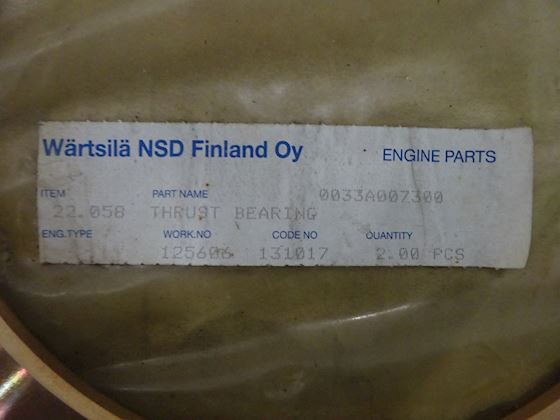 Wärtsilä NSD Finland Oy ENGINE PARTS
ITEM PART NAME 0033A007300
22.058 THRUST BEARING
ENG.TYPE WORK.NO CODE NO QUANTITY
125606 131017 2.00 PCS